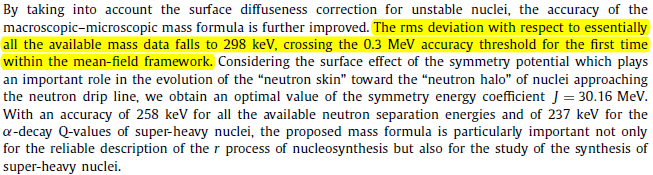 By taking into account the surface diffuseness correction for unstable nuclei, the accuracy of the
macroscopic–microscopic mass formula is further improved. The rms deviation with respect to essentially
all the available mass data falls to 298 keV, crossing the 0.3 MeV accuracy threshold for the first time
within the mean-field framework. Considering the surface effect of the symmetry potential which plays
an important role in the evolution of the “neutron skin” toward the “neutron halo” of nuclei approaching
the neutron drip line, we obtain an optimal value of the symmetry energy coefficient J = 30.16 MeV.
With an accuracy of 258 keV for all the available neutron separation energies and of 237 keV for the
α-decay Q-values of super-heavy nuclei, the proposed mass formula is particularly important not only
for the reliable description of the r process of nucleosynthesis but also for the study of the synthesis of
super-heavy nuclei.